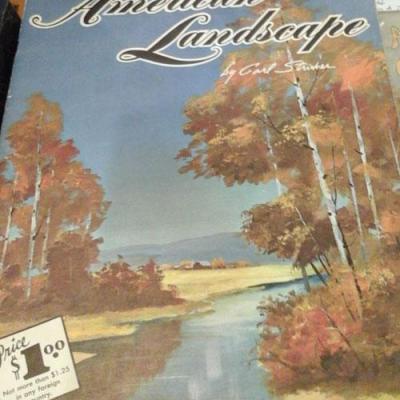 American
Landscape
by Carl Stricker
Price
$1.00
Not more than $1.25
in any foreign
country.